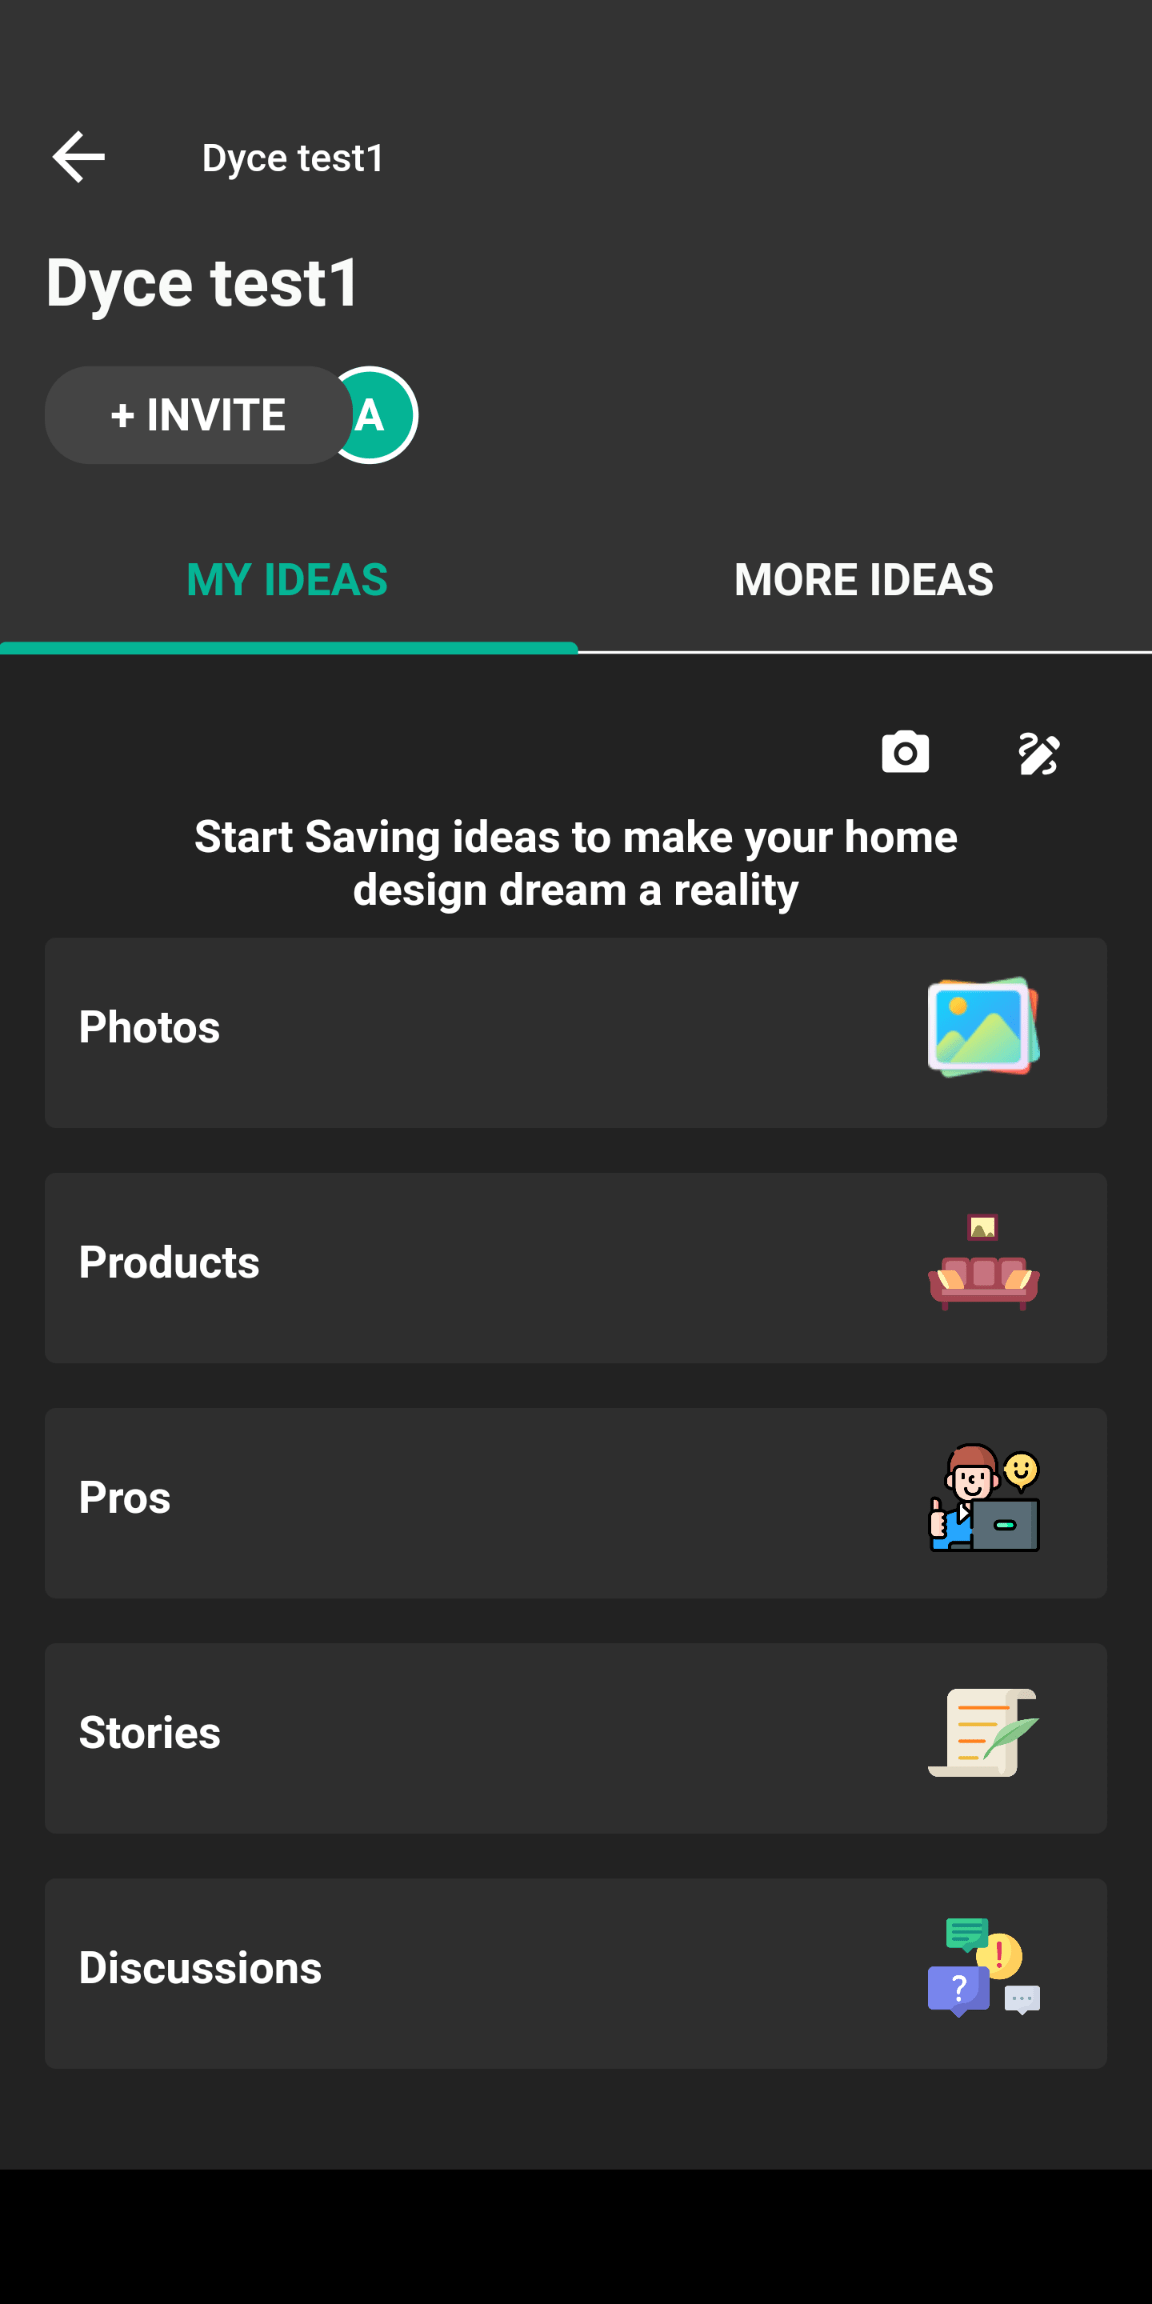 Dyce test1
Dyce test1
+ INVITE
A
MY IDEAS
MORE IDEAS
Start Saving ideas to make your home
design dream a reality
Photos
Products
Pros
Stories
Discussions